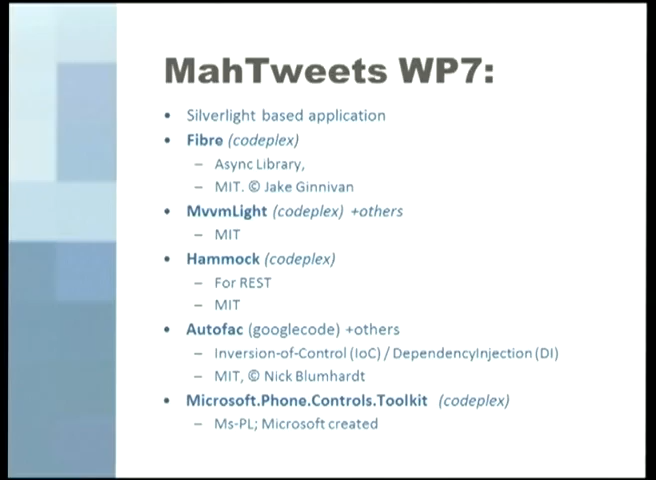 MahTweets WP7:
• Silverlight based application
• Fibre (codeplex)
– Async Library,
– MIT. © Jake Ginnivan
• MvvmLight (codeplex) +others
– MIT
• Hammock (codeplex)
– For REST
– MIT
• Autofac (googlecode) +others
– Inversion-of-Control (IoC) / DependencyInjection (DI)
– MIT, © Nick Blumhardt
• Microsoft.Phone.Controls.Toolkit (codeplex)
– Ms-PL; Microsoft created